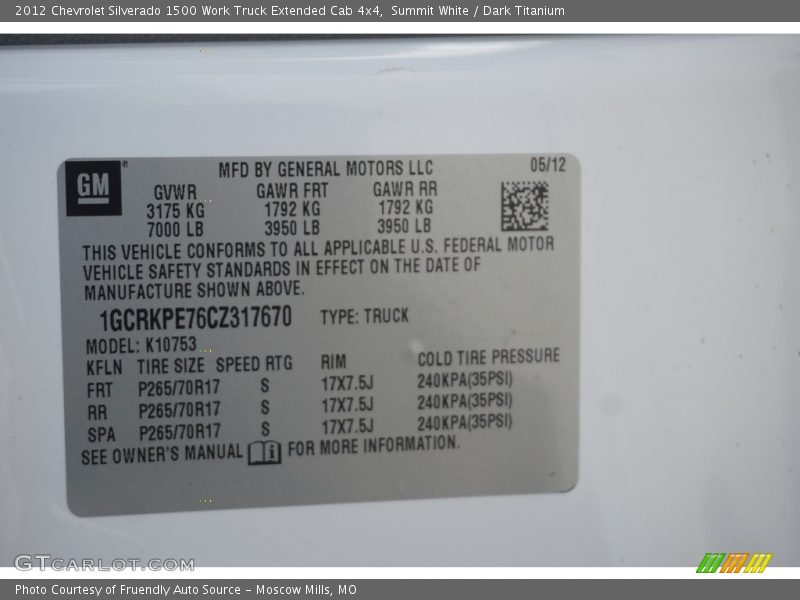 2012 Chevrolet Silverado 1500 Work Truck Extended Cab 4x4, Summit White / Dark Titanium
GM®
MFD BY GENERAL MOTORS LLC 05/12
GVWR GAWR FRT GAWR RR
3175 KG 1792 KG 1792 KG
7000 LB 3950 LB 3950 LB
THIS VEHICLE CONFORMS TO ALL APPLICABLE U.S. FEDERAL MOTOR
VEHICLE SAFETY STANDARDS IN EFFECT ON THE DATE OF
MANUFACTURE SHOWN ABOVE.
1GCRKPE76CZ317670 TYPE: TRUCK
MODEL: K10753
KFLN TIRE SIZE SPEED RTG RIM COLD TIRE PRESSURE
FRT P265/70R17 S 17X7.5J 240KPA(35PSI)
RR P265/70R17 S 17X7.5J 240KPA(35PSI)
SPA P265/70R17 S 17X7.5J 240KPA(35PSI)
SEE OWNER'S MANUAL i FOR MORE INFORMATION.
GTCARLOT.COM
Photo Courtesy of Fruendly Auto Source – Moscow Mills, MO